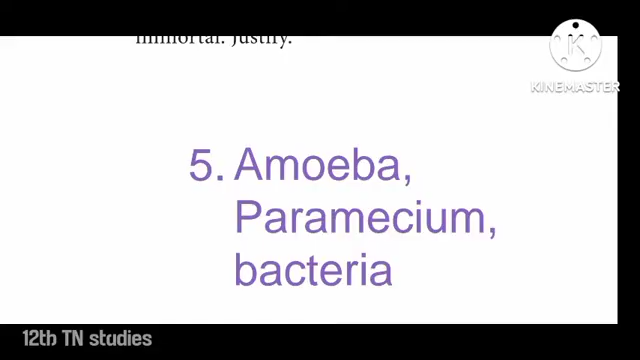 immortal. Justify.
KINEMASTER
5. Amoeba,
Paramecium,
bacteria
12th TN studies